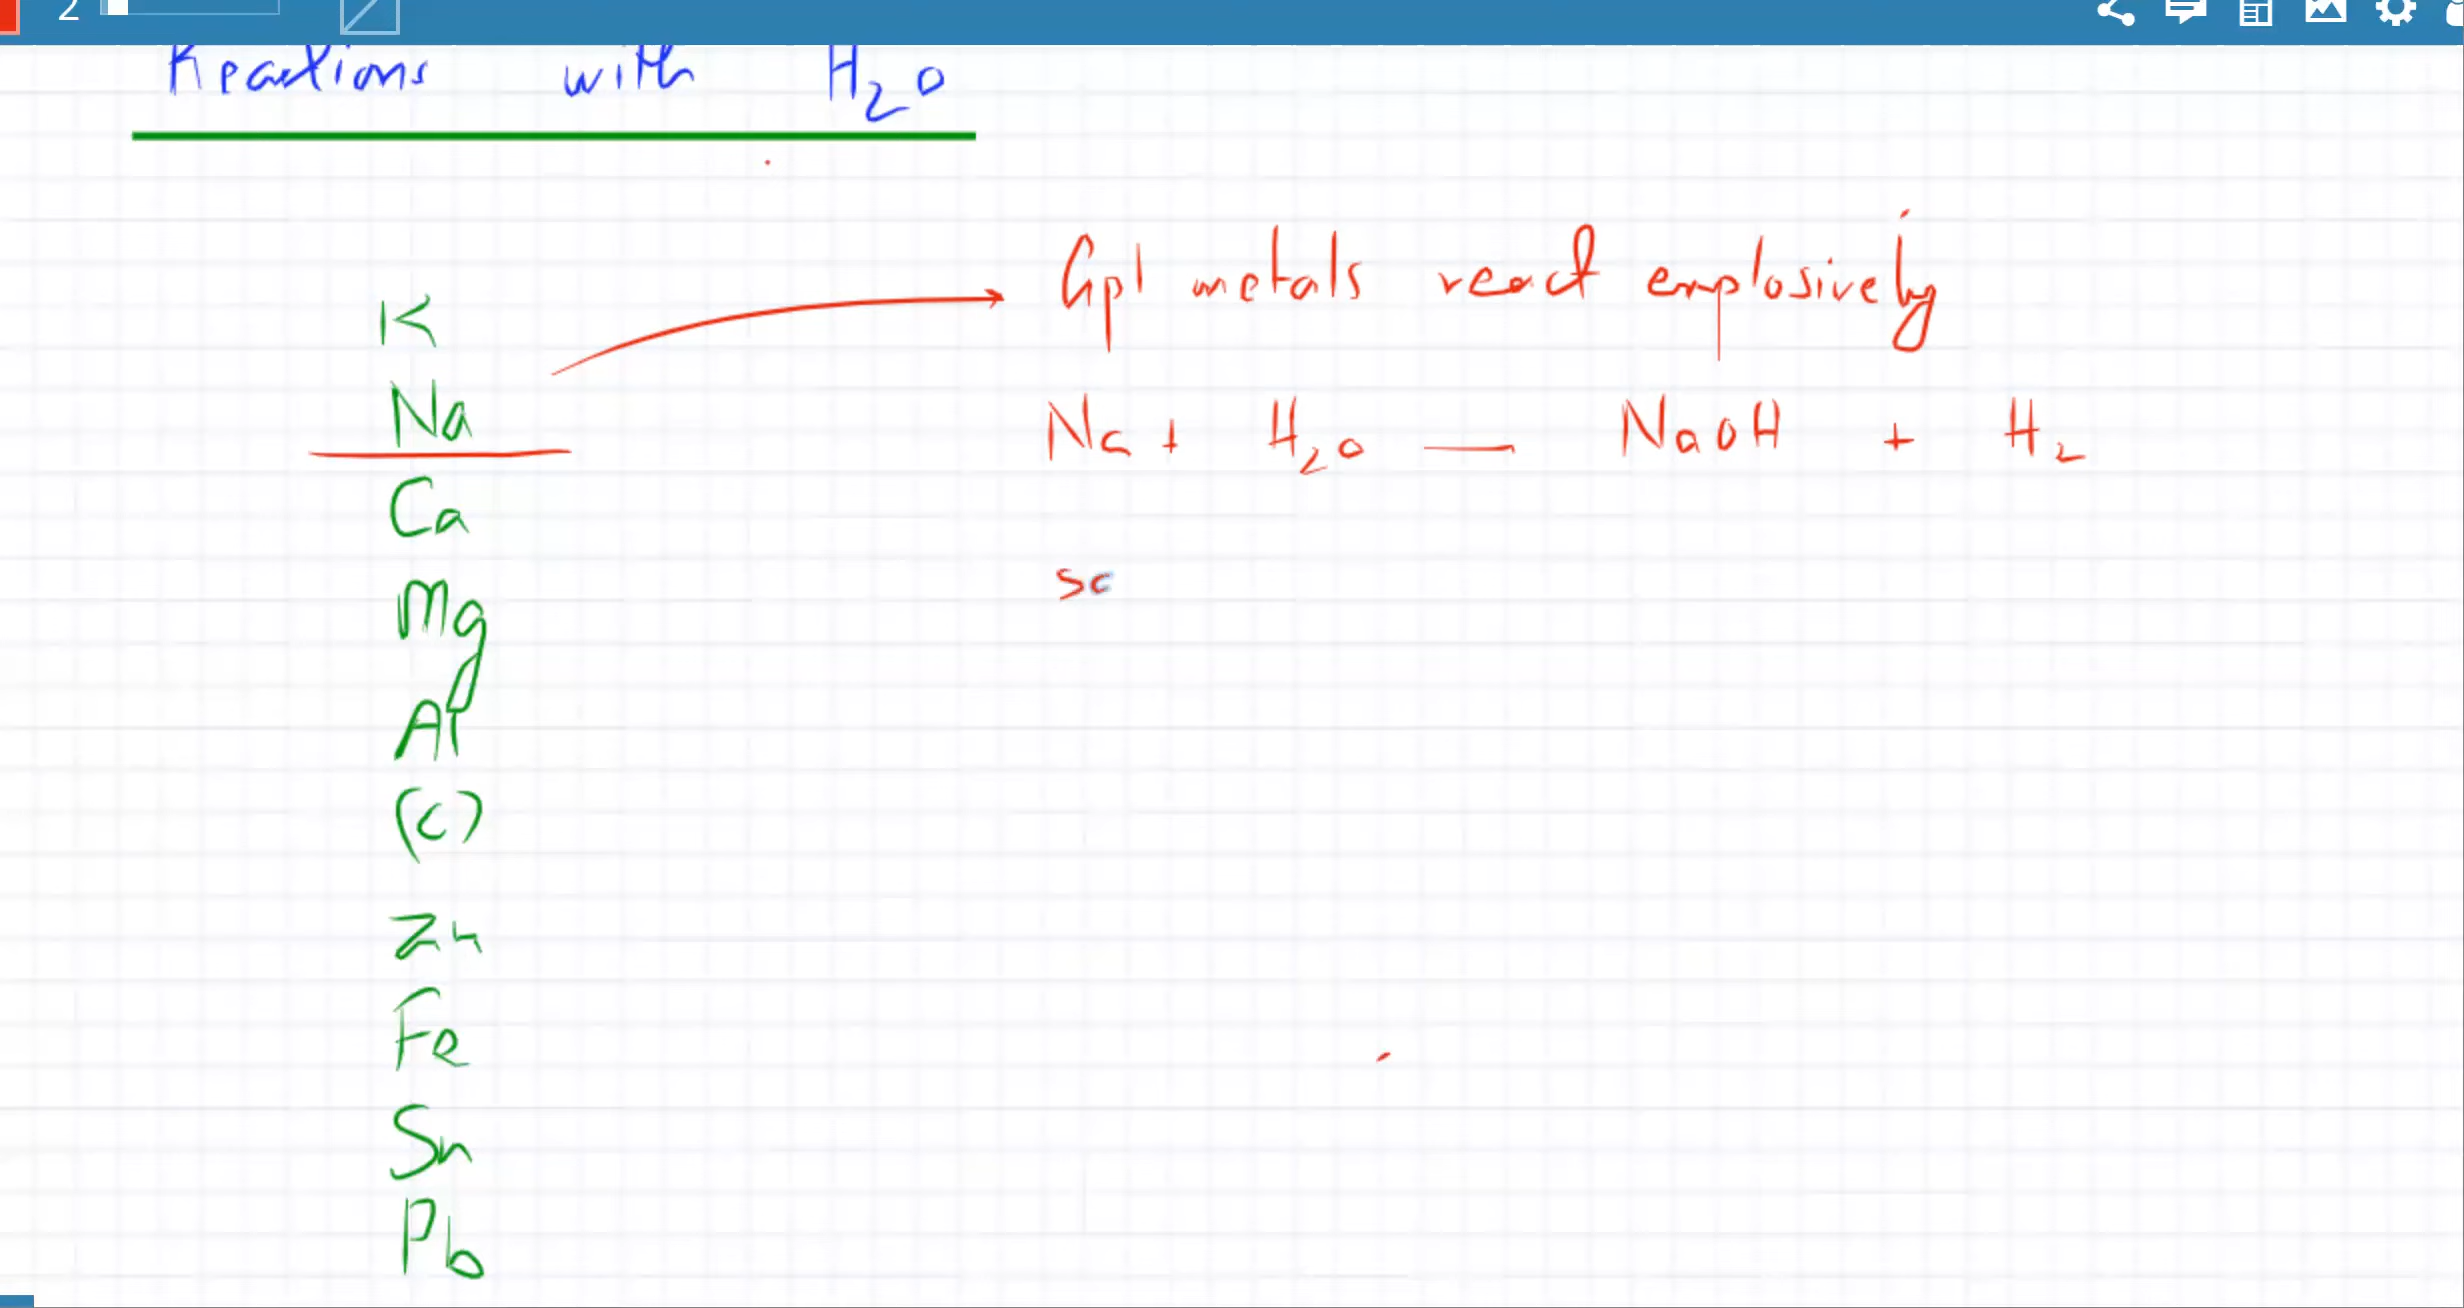 2
Reactions with H₂O
K
Gp1 metals react explosively
Na
Na + H₂O — NaOH + H₂
Ca
sc
Mg
Al
(C)
Zn
Fe
Sn
Pb